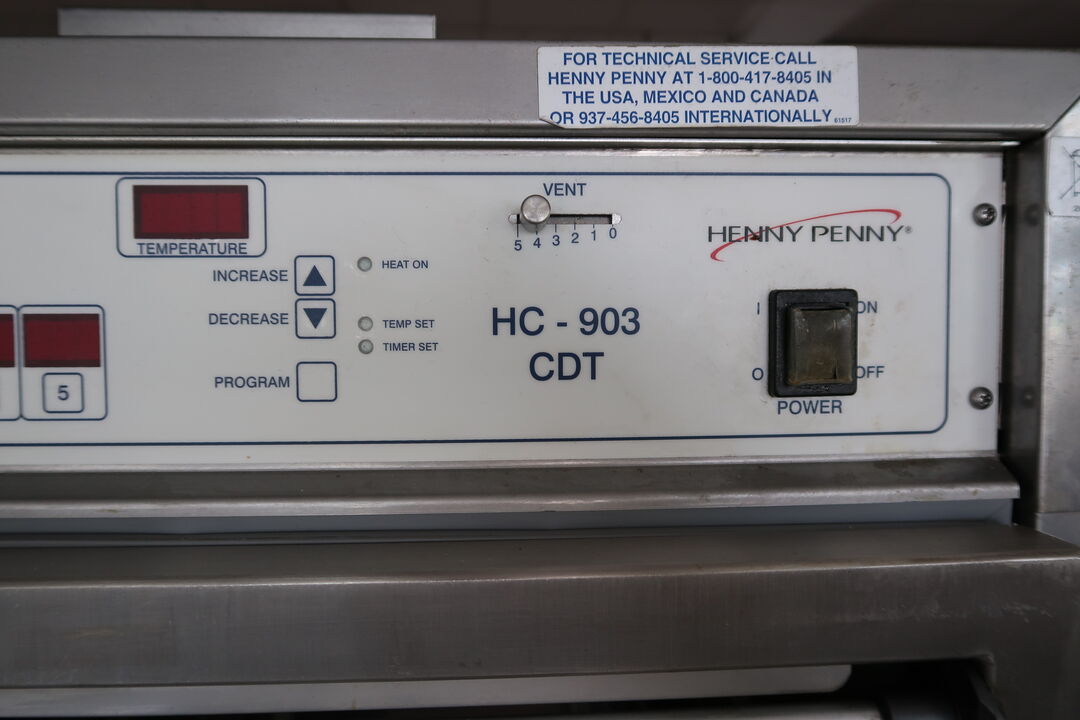 FOR TECHNICAL SERVICE CALL
HENNY PENNY AT 1-800-417-8405 IN
THE USA, MEXICO AND CANADA
OR 937-456-8405 INTERNATIONALLY 61517
TEMPERATURE
VENT
5 4 3 2 1 0
HENNY PENNY®
INCREASE
DECREASE
PROGRAM
HEAT ON
TEMP SET
TIMER SET
HC - 903
CDT
5
I ON
O OFF
POWER